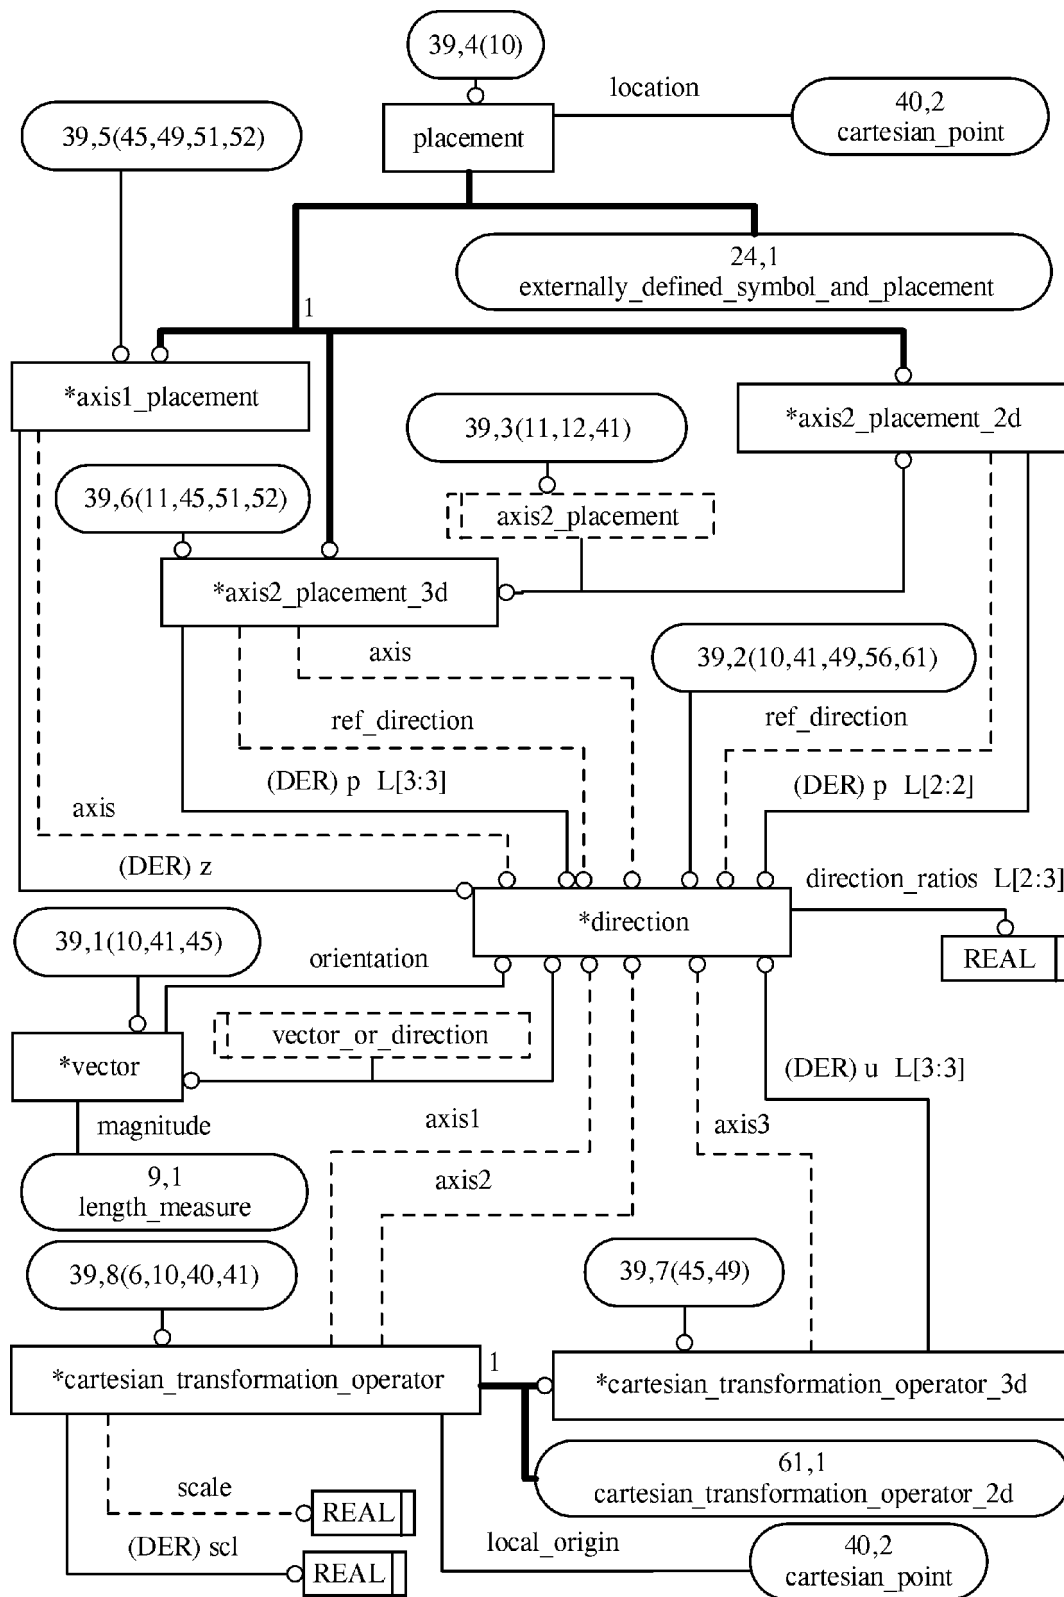 39,4(10)
location
40,2
cartesian_point
placement
39,5(45,49,51,52)
24,1
externally_defined_symbol_and_placement
1
*axis1_placement
*axis2_placement_2d
39,3(11,12,41)
39,6(11,45,51,52)
axis2_placement
*axis2_placement_3d
axis
39,2(10,41,49,56,61)
ref_direction
ref_direction
(DER) p L[3:3]
(DER) p L[2:2]
axis
(DER) z
direction_ratios L[2:3]
*direction
39,1(10,41,45)
orientation
REAL
vector_or_direction
*vector
(DER) u L[3:3]
magnitude
axis1
axis3
axis2
9,1
length_measure
39,8(6,10,40,41)
39,7(45,49)
1
*cartesian_transformation_operator
*cartesian_transformation_operator_3d
61,1
cartesian_transformation_operator_2d
scale
REAL
(DER) scl
local_origin
REAL
40,2
cartesian_point